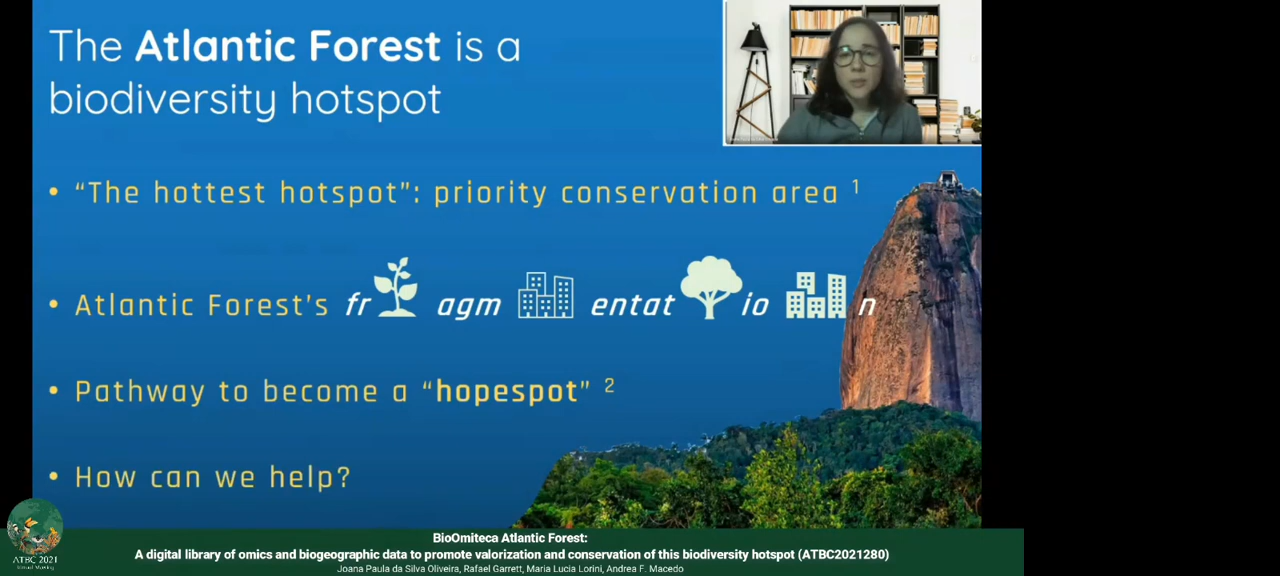 The Atlantic Forest is a
biodiversity hotspot
• “The hottest hotspot”: priority conservation area 1
• Atlantic Forest’s fr agm entat io n
• Pathway to become a “hopespot” 2
• How can we help?
ATBC 2021
BioOmiteca Atlantic Forest:
A digital library of omics and biogeographic data to promote valorization and conservation of this biodiversity hotspot (ATBC2021280)
Joana Paula da Silva Oliveira, Rafael Garrett, Maria Lucia Lorini, Andrea F. Macedo